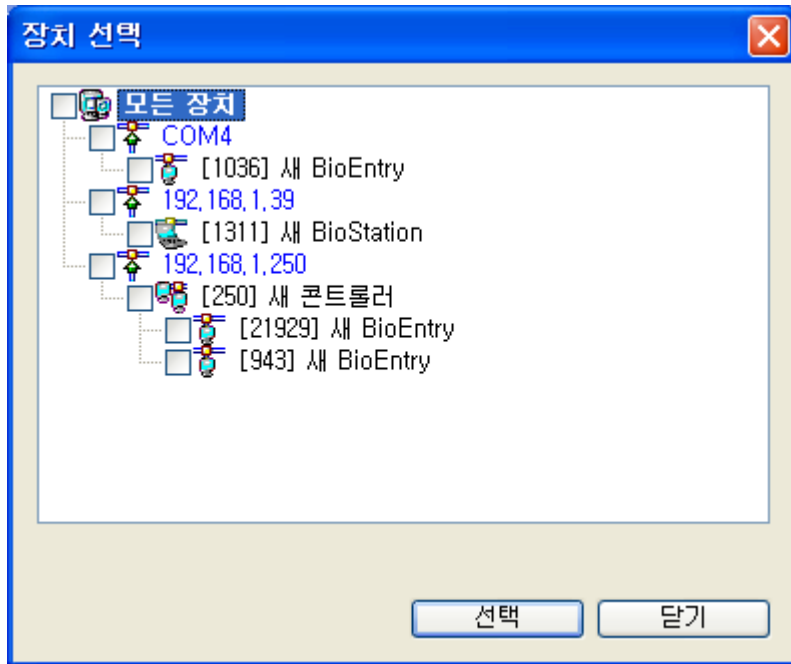 장치 선택
모든 장치
COM4
[1036] 새 BioEntry
192,168,1,39
[1311] 새 BioStation
192,168,1,250
[250] 새 콘트롤러
[21929] 새 BioEntry
[943] 새 BioEntry
선택 닫기